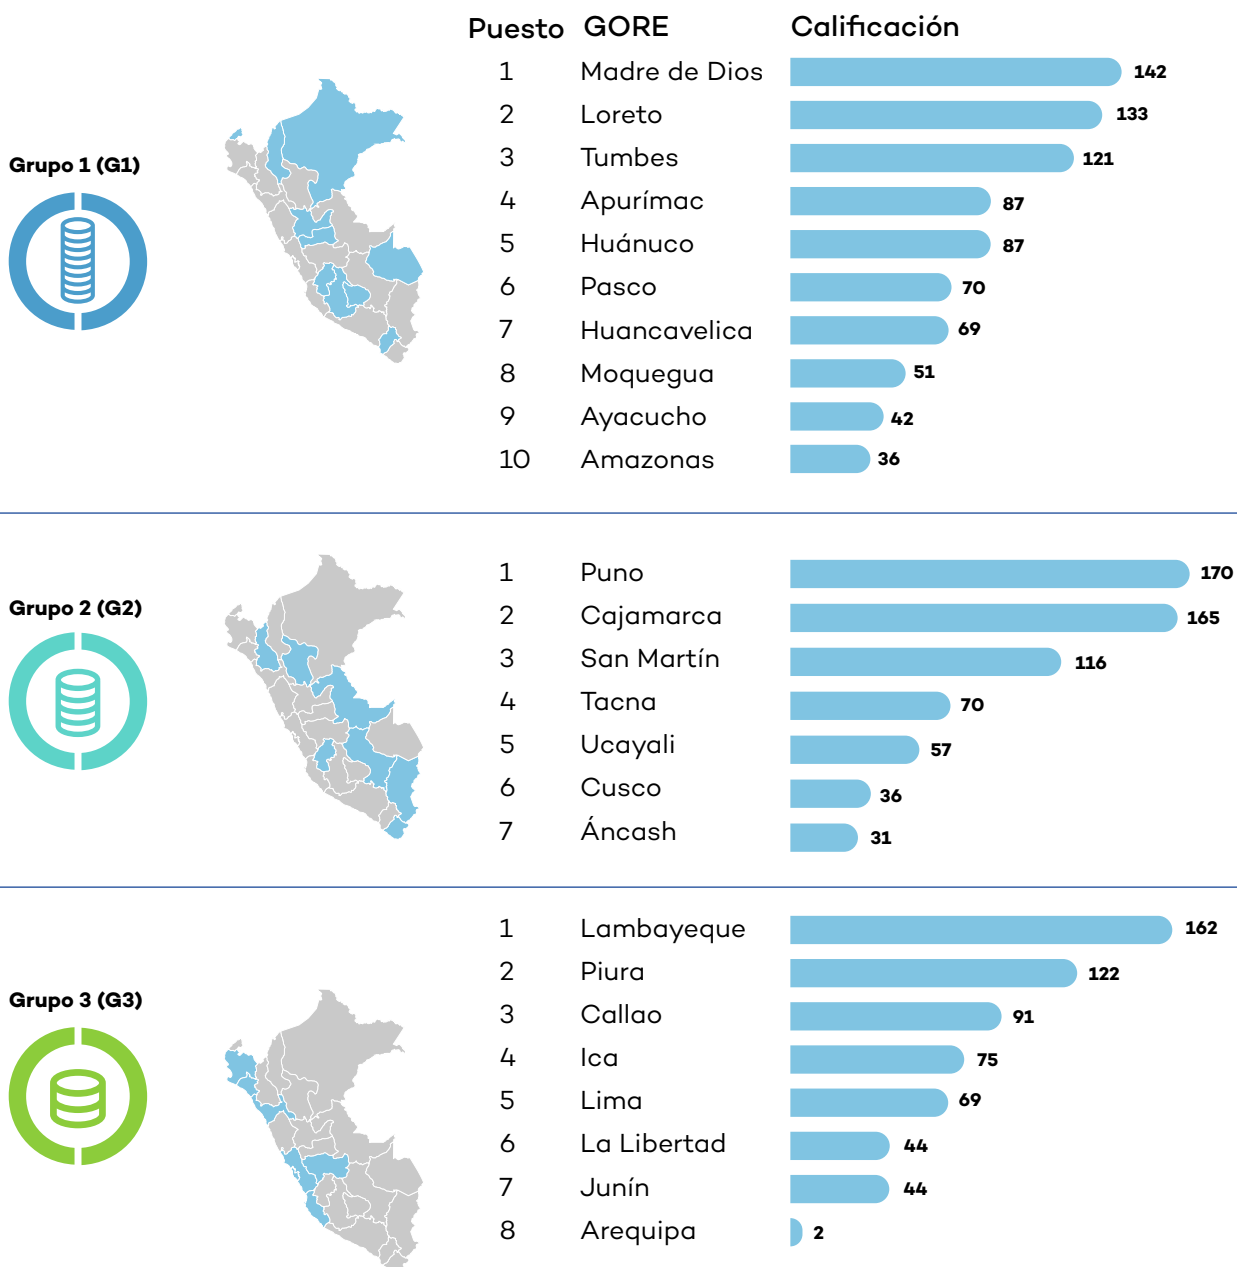 Puesto GORE Calificación
Grupo 1 (G1)
1 Madre de Dios 142
2 Loreto 133
3 Tumbes 121
4 Apurímac 87
5 Huánuco 87
6 Pasco 70
7 Huancavelica 69
8 Moquegua 51
9 Ayacucho 42
10 Amazonas 36
Grupo 2 (G2)
1 Puno 170
2 Cajamarca 165
3 San Martín 116
4 Tacna 70
5 Ucayali 57
6 Cusco 36
7 Áncash 31
Grupo 3 (G3)
1 Lambayeque 162
2 Piura 122
3 Callao 91
4 Ica 75
5 Lima 69
6 La Libertad 44
7 Junín 44
8 Arequipa 2